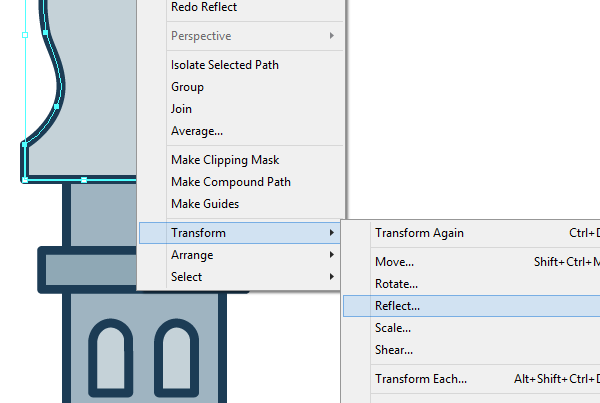 Redo Reflect
Perspective
Isolate Selected Path
Group
Join
Average...
Make Clipping Mask
Make Compound Path
Make Guides
Transform
Arrange
Select
Transform Again Ctrl+D
Move... Shift+Ctrl+M
Rotate...
Reflect...
Scale...
Shear...
Transform Each... Alt+Shift+Ctrl+D